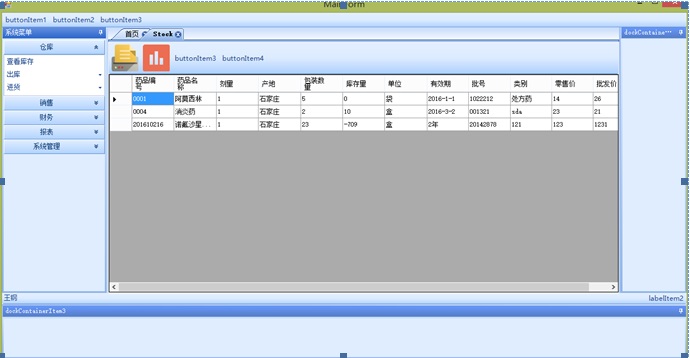 MainForm
buttonItem1 buttonItem2 buttonItem3
系统菜单
首页 Stock
dockContaine...
仓库
查看库存
出库
进货
销售
财务
报表
系统管理
buttonItem3 buttonItem4
药品编号 药品名称 剂量 产地 包装数量 库存量 单位 有效期 批号 类别 零售价 批发价
0001 阿莫西林 1 石家庄 5 0 袋 2016-1-1 1022212 处方药 14 26
0004 消炎药 1 石家庄 2 10 盒 2016-3-2 001321 sda 23 21
201610216 诺氟沙星... 1 石家庄 23 -709 盒 2年 20142878 121 123 1231
labelItem2
dockContainerItem3